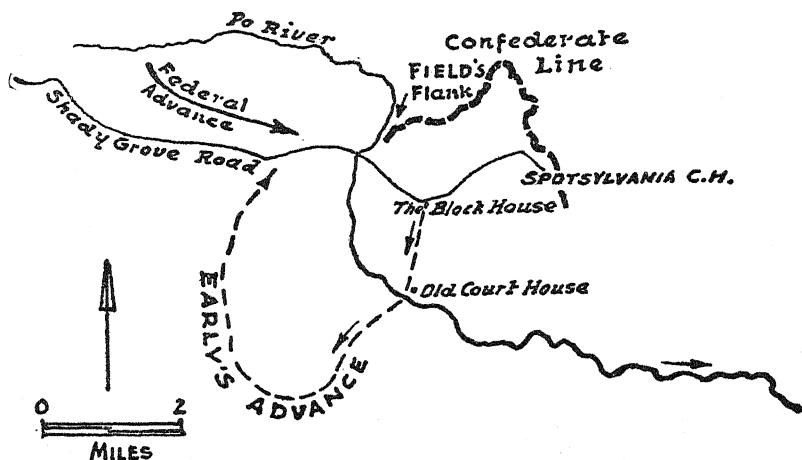 Po River
Confederate
Line
FIELD'S
Flank
Federal
Advance
Shady Grove Road
SPOTSYLVANIA C.H.
The Block House
Old Court House
EARLY'S ADVANCE
0 2
MILES